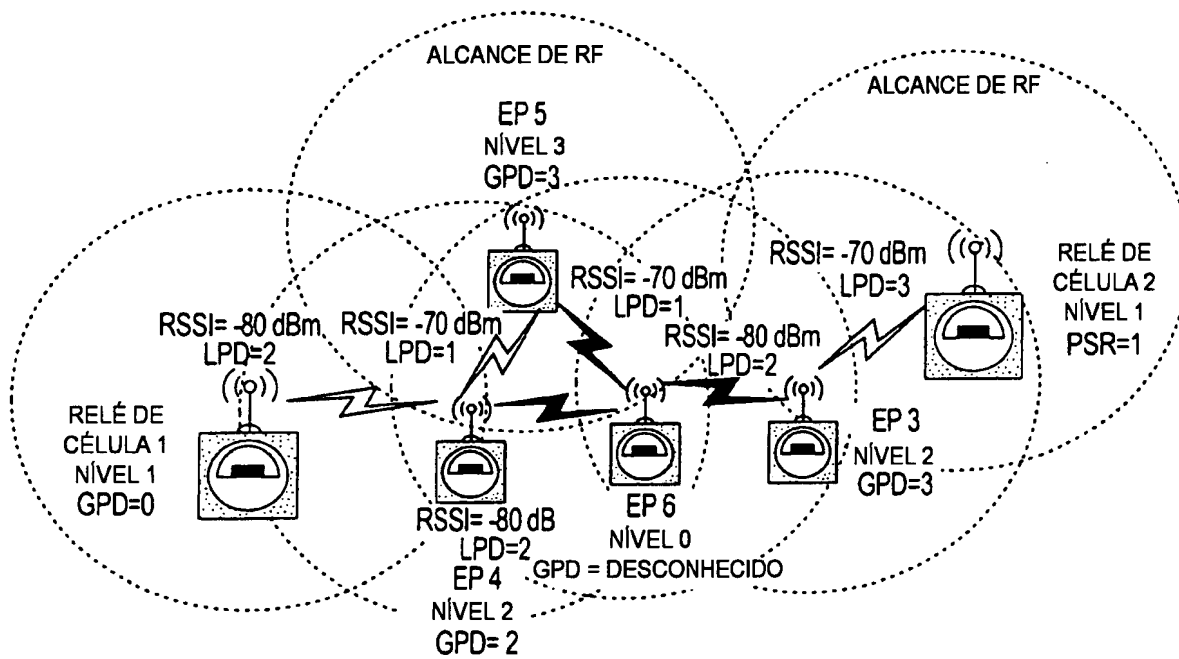 ALCANCE DE RF
ALCANCE DE RF
EP 5
NÍVEL 3
GPD=3
RSSI= -80 dBm
LPD=2
RSSI= -70 dBm
LPD=1
RSSI= -70 dBm
LPD=1
RSSI= -80 dBm
LPD=2
RSSI= -70 dBm
LPD=3
RELÉ DE
CÉLULA 2
NÍVEL 1
PSR=1
RELÉ DE
CÉLULA 1
NÍVEL 1
GPD=0
RSSI= -80 dB
LPD=2
EP 4
NÍVEL 2
GPD= 2
EP 6
NÍVEL 0
GPD = DESCONHECIDO
EP 3
NÍVEL 2
GPD=3